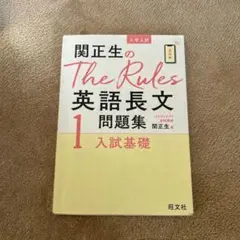 大学入試
関正生の
The Rules
英語長文
問題集
1 入試基礎
関正生 著
旺文社